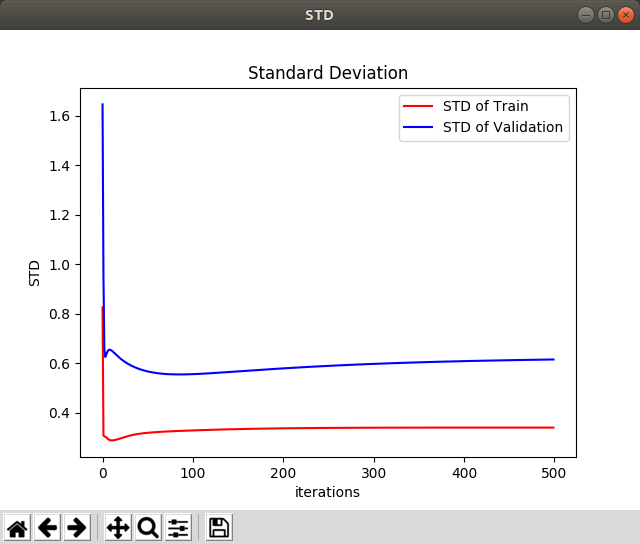 STD
Standard Deviation
STD of Train
STD of Validation
1.6
1.4
1.2
1.0
0.8
0.6
0.4
STD
0 100 200 300 400 500
iterations